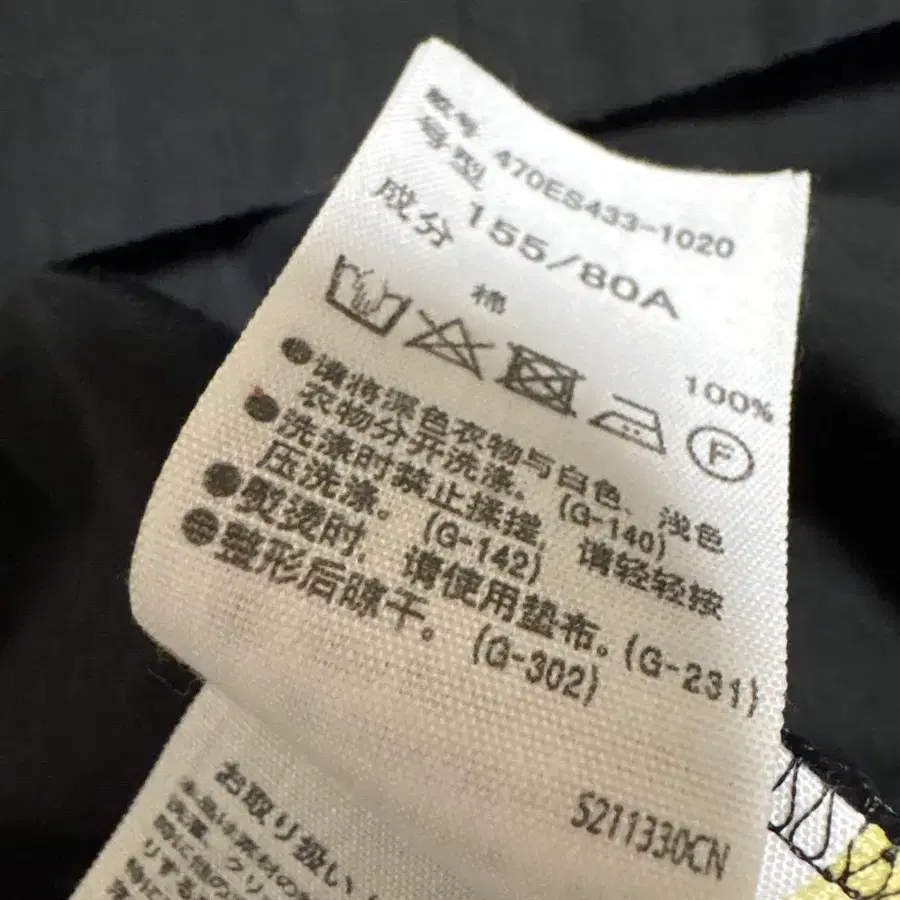 款号 470ES433-1020
号型 155/80A
成分
棉 100%
F
●请将深色衣物与白色、浅色
衣物分开洗涤。(G-140)
●洗涤时禁止揉搓,请轻轻按
压洗涤。(G-142)
●熨烫时,请使用垫布。(G-231)
●整形后晾干。(G-302)
S211330CN
お取り扱い